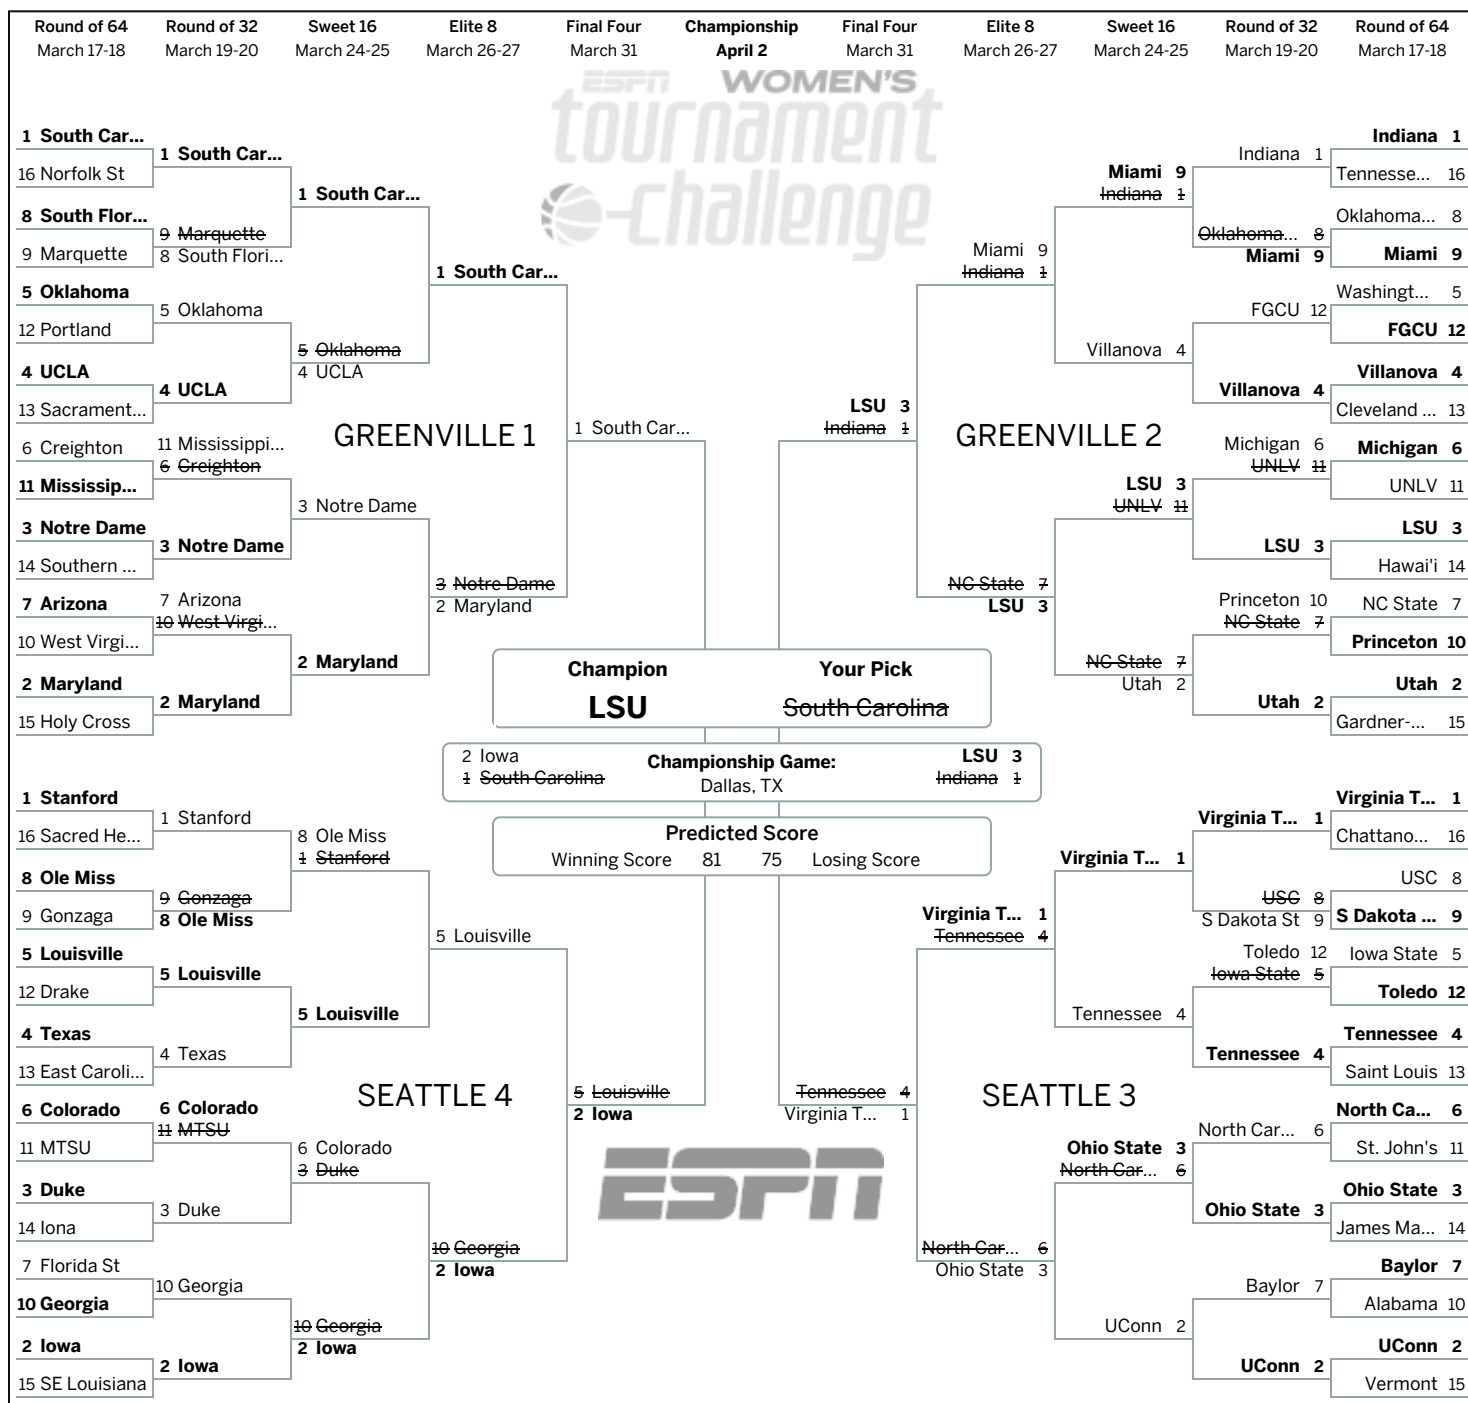 Round of 64 Round of 32 Sweet 16 Elite 8 Final Four Championship Final Four Elite 8 Sweet 16 Round of 32 Round of 64
March 17-18 March 19-20 March 24-25 March 26-27 March 31 April 2 March 31 March 26-27 March 24-25 March 19-20 March 17-18
ESPN WOMEN'S
tournament
challenge
1 South Car...
16 Norfolk St
8 South Flor...
9 Marquette
5 Oklahoma
12 Portland
4 UCLA
13 Sacrament...
6 Creighton
11 Mississip...
3 Notre Dame
14 Southern ...
7 Arizona
10 West Virgi...
2 Maryland
15 Holy Cross
1 South Car...
9 Marquette
8 South Flori...
5 Oklahoma
4 UCLA
11 Mississippi...
6 Creighton
3 Notre Dame
7 Arizona
10 West Virgi...
2 Maryland
1 South Car...
5 Oklahoma
4 UCLA
3 Notre Dame
2 Maryland
1 South Car...
3 Notre Dame
2 Maryland
GREENVILLE 1
1 South Car...
LSU 3
Indiana 1
GREENVILLE 2
Miami 9
Indiana 1
NC State 7
LSU 3
Miami 9
Indiana 1
Villanova 4
LSU 3
UNLV 11
NC State 7
Utah 2
Indiana 1
Oklahoma... 8
Miami 9
FGCU 12
Villanova 4
Michigan 6
UNLV 11
LSU 3
Princeton 10
NC State 7
Utah 2
Indiana 1
Tennesse... 16
Oklahoma... 8
Miami 9
Washingt... 5
FGCU 12
Villanova 4
Cleveland ... 13
Michigan 6
UNLV 11
LSU 3
Hawai'i 14
NC State 7
Princeton 10
Utah 2
Gardner-... 15
Champion Your Pick
LSU South Carolina
2 Iowa
1 South Carolina
Championship Game:
Dallas, TX
LSU 3
Indiana 1
Predicted Score
Winning Score 81 75 Losing Score
1 Stanford
16 Sacred He...
8 Ole Miss
9 Gonzaga
5 Louisville
12 Drake
4 Texas
13 East Caroli...
6 Colorado
11 MTSU
3 Duke
14 Iona
7 Florida St
10 Georgia
2 Iowa
15 SE Louisiana
1 Stanford
9 Gonzaga
8 Ole Miss
5 Louisville
4 Texas
6 Colorado
11 MTSU
3 Duke
10 Georgia
2 Iowa
8 Ole Miss
1 Stanford
5 Louisville
6 Colorado
3 Duke
10 Georgia
2 Iowa
5 Louisville
10 Georgia
2 Iowa
SEATTLE 4
5 Louisville
2 Iowa
Tennessee 4
Virginia T... 1
SEATTLE 3
ESPN
Virginia T... 1
Tennessee 4
North Car... 6
Ohio State 3
Virginia T... 1
Tennessee 4
Ohio State 3
North Car... 6
UConn 2
Virginia T... 1
USC 8
S Dakota St 9
Toledo 12
Iowa State 5
Tennessee 4
North Car... 6
Ohio State 3
Baylor 7
UConn 2
Virginia T... 1
Chattano... 16
USC 8
S Dakota ... 9
Iowa State 5
Toledo 12
Tennessee 4
Saint Louis 13
North Ca... 6
St. John's 11
Ohio State 3
James Ma... 14
Baylor 7
Alabama 10
UConn 2
Vermont 15